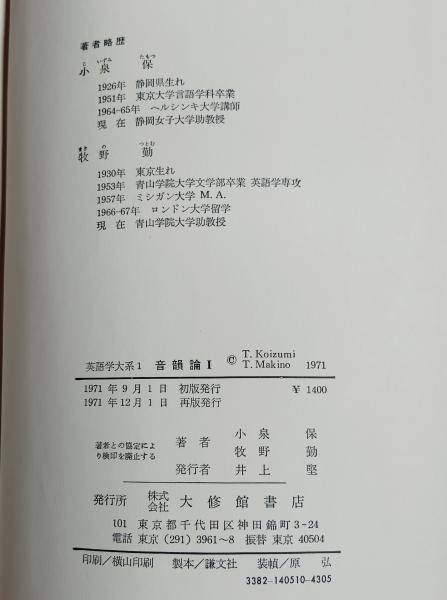 著者略歴
こ いずみ たもつ
小 泉 保
1926年 静岡県生れ
1951年 東京大学言語学科卒業
1964-65年 ヘルシンキ大学講師
現 在 静岡女子大学助教授
まき の つとむ
牧 野 勤
1930年 東京生れ
1953年 青山学院大学文学部卒業 英語学専攻
1957年 ミシガン大学 M.A.
1966-67年 ロンドン大学留学
現 在 青山学院大学助教授
英語学大系1 音韻論 I © T. Koizumi
T. Makino 1971
1971年9月1日 初版発行 ¥ 1400
1971年12月1日 再版発行
著者との協定により検印を廃止する
著 者 小 泉 保
牧 野 勤
発行者 井 上 堅
発行所 株式会社 大修館書店
101 東京都千代田区神田錦町3-24
電話 東京 (291) 3961〜8 振替 東京 40504
印刷/横山印刷 製本/謙文社 装幀/原 弘
3382-140510-4305